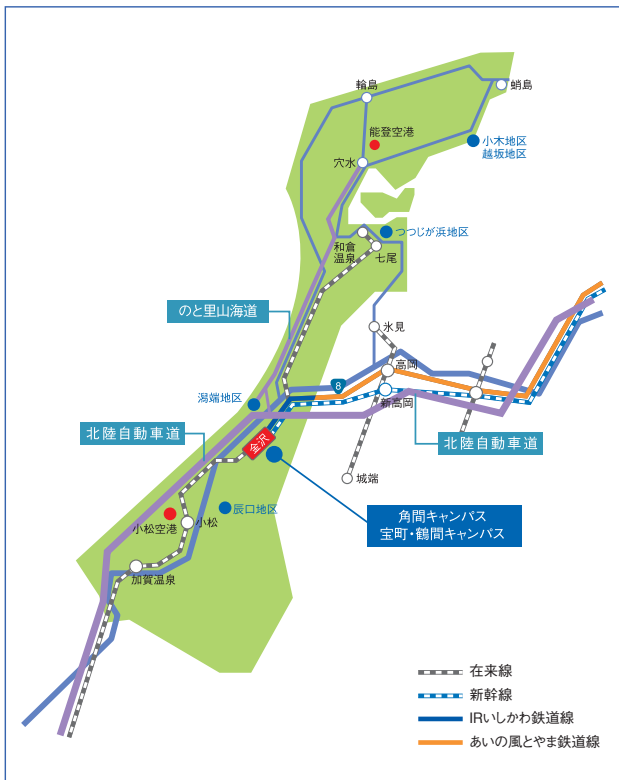 輪島
蛸島
能登空港
小木地区
越坂地区
穴水
つつじが浜地区
和倉
温泉
七尾
のと里山海道
氷見
高岡
8
潟端地区
新高岡
北陸自動車道
金沢
北陸自動車道
城端
辰口地区
角間キャンパス
宝町・鶴間キャンパス
小松空港
小松
加賀温泉
在来線
新幹線
IRいしかわ鉄道線
あいの風とやま鉄道線